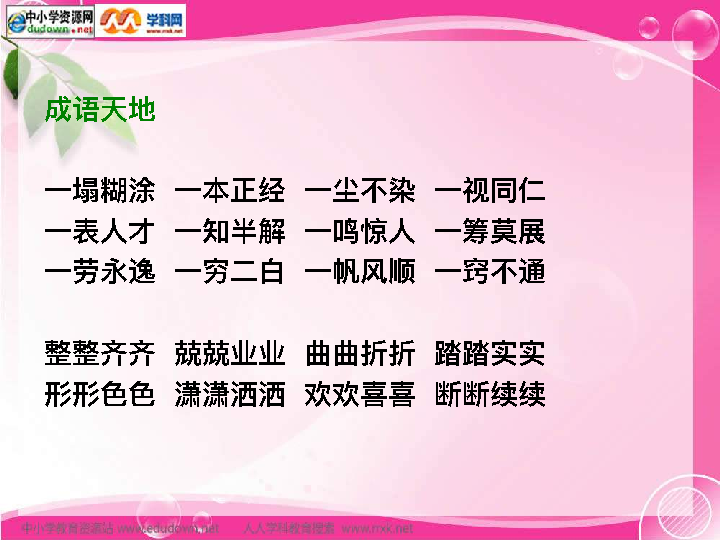 中小学资源网
dudown.net
学科网
www.nxk.net
成语天地
一塌糊涂 一本正经 一尘不染 一视同仁
一表人才 一知半解 一鸣惊人 一筹莫展
一劳永逸 一穷二白 一帆风顺 一窍不通
整整齐齐 兢兢业业 曲曲折折 踏踏实实
形形色色 潇潇洒洒 欢欢喜喜 断断续续
中小学教育资源站 www.edudown.net 人人学科教育搜索 www.nxk.net